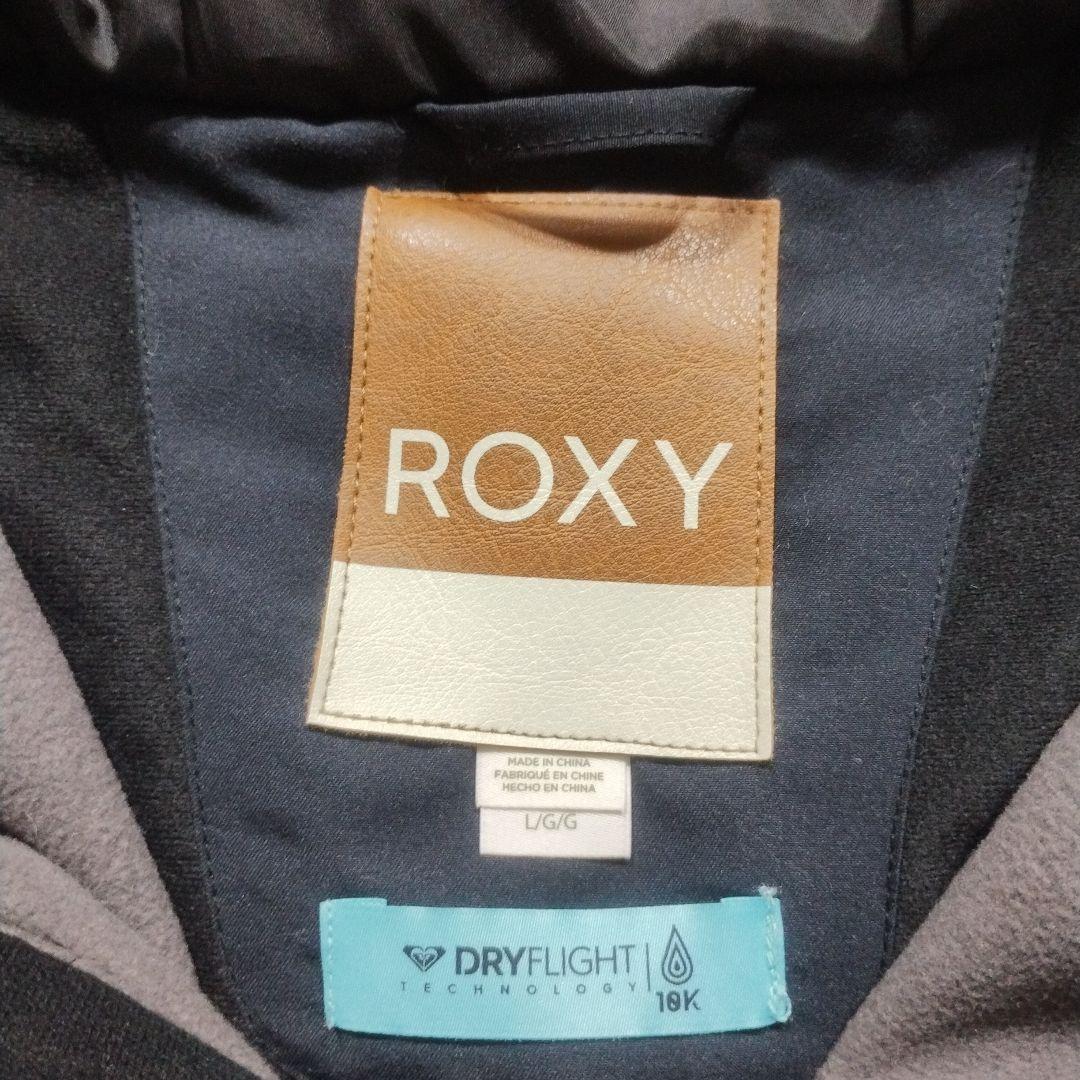 ROXY
MADE IN CHINA
FABRIQUÉ EN CHINE
HECHO EN CHINA
L/G/G
DRYFLIGHT
TECHNOLOGY
10K